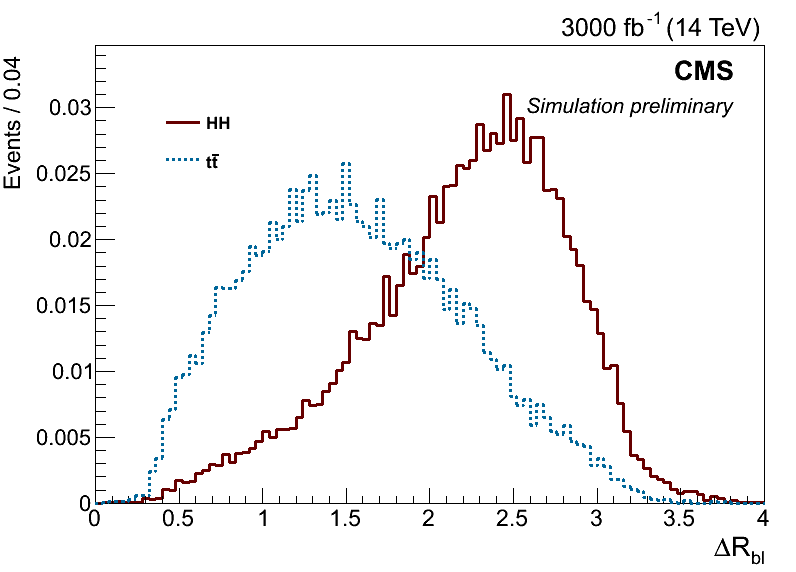 3000 fb⁻¹ (14 TeV)
CMS
Simulation preliminary
Events / 0.04
HH
tt̄
0.03
0.025
0.02
0.015
0.01
0.005
0
0 0.5 1 1.5 2 2.5 3 3.5 4
ΔR_bl